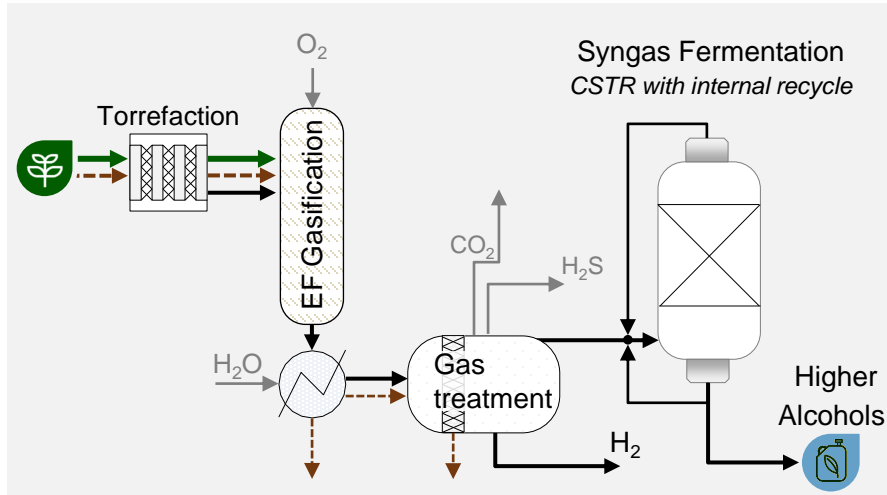 Syngas Fermentation
CSTR with internal recycle
O₂
Torrefaction
EF Gasification
CO₂
H₂S
H₂O
Gas
treatment
Higher
Alcohols
H₂